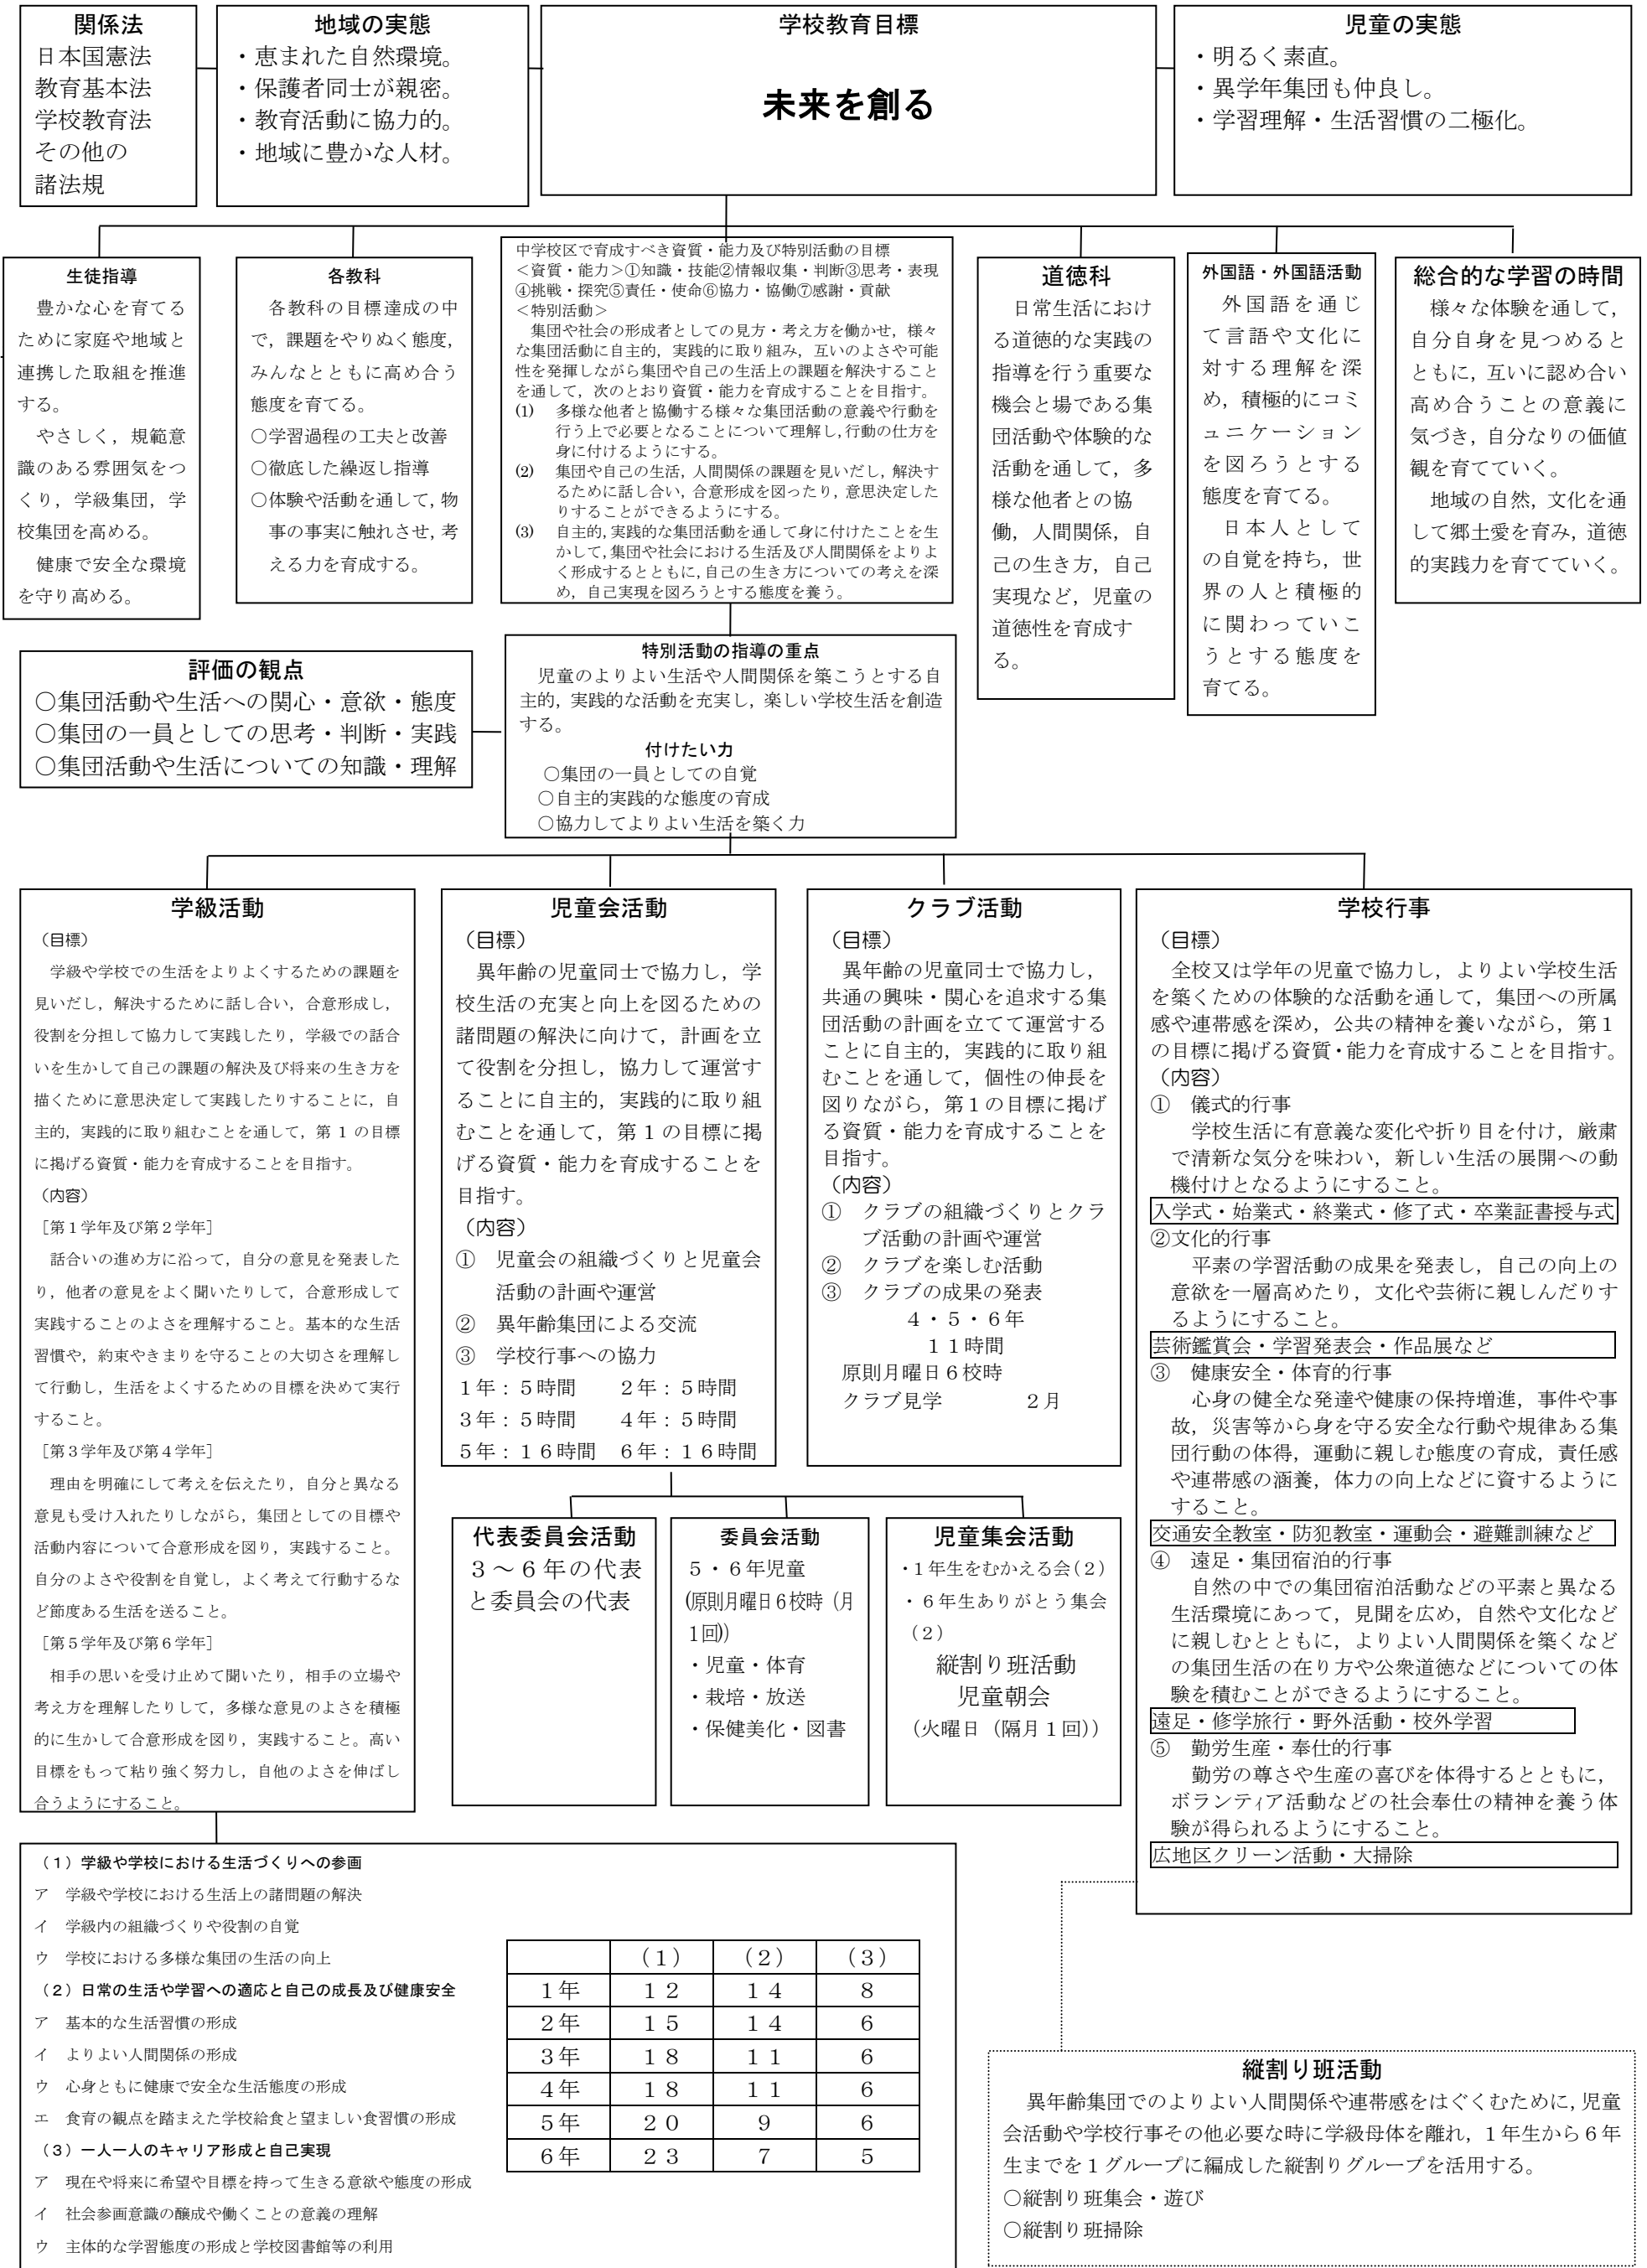 関係法
日本国憲法
教育基本法
学校教育法
その他の
諸法規
地域の実態
・恵まれた自然環境。
・保護者同士が親密。
・教育活動に協力的。
・地域に豊かな人材。
学校教育目標
未来を創る
児童の実態
・明るく素直。
・異学年集団も仲良し。
・学習理解・生活習慣の二極化。
生徒指導
豊かな心を育てる
ために家庭や地域と
連携した取組を推進
する。
やさしく，規範意
識のある雰囲気をつ
くり，学級集団，学
校集団を高める。
健康で安全な環境
を守り高める。
各教科
各教科の目標達成の中
で，課題をやりぬく態度，
みんなとともに高め合う
態度を育てる。
○学習過程の工夫と改善
○徹底した繰返し指導
○体験や活動を通して，物
事の事実に触れさせ，考
える力を育成する。
中学校区で育成すべき資質・能力及び特別活動の目標
＜資質・能力＞①知識・技能②情報収集・判断③思考・表現
④挑戦・探究⑤責任・使命⑥協力・協働⑦感謝・貢献
＜特別活動＞
集団や社会の形成者としての見方・考え方を働かせ，様々
な集団活動に自主的，実践的に取り組み，互いのよさや可能
性を発揮しながら集団や自己の生活上の課題を解決すること
を通して，次のとおり資質・能力を育成することを目指す。
(1) 多様な他者と協働する様々な集団活動の意義や行動を
行う上で必要となることについて理解し，行動の仕方を
身に付けるようにする。
(2) 集団や自己の生活，人間関係の課題を見いだし，解決す
るために話し合い，合意形成を図ったり，意思決定した
りすることができるようにする。
(3) 自主的，実践的な集団活動を通して身に付けたことを生
かして，集団や社会における生活及び人間関係をよりよ
く形成するとともに，自己の生き方についての考えを深
め，自己実現を図ろうとする態度を養う。
道徳科
日常生活におけ
る道徳的な実践の
指導を行う重要な
機会と場である集
団活動や体験的な
活動を通して，多
様な他者との協
働，人間関係，自
己の生き方，自己
実現など，児童の
道徳性を育成す
る。
外国語・外国語活動
外国語を通じ
て言語や文化に
対する理解を深
め，積極的にコミ
ュニケーション
を図ろうとする
態度を育てる。
日本人として
の自覚を持ち，世
界の人と積極的
に関わっていこ
うとする態度を
育てる。
総合的な学習の時間
様々な体験を通して，
自分自身を見つめると
ともに，互いに認め合い
高め合うことの意義に
気づき，自分なりの価値
観を育てていく。
地域の自然，文化を通
して郷土愛を育み，道徳
的実践力を育てていく。
評価の観点
○集団活動や生活への関心・意欲・態度
○集団の一員としての思考・判断・実践
○集団活動や生活についての知識・理解
特別活動の指導の重点
児童のよりよい生活や人間関係を築こうとする自
主的，実践的な活動を充実し，楽しい学校生活を創造
する。
付けたい力
○集団の一員としての自覚
○自主的実践的な態度の育成
○協力してよりよい生活を築く力
学級活動
（目標）
学級や学校での生活をよりよくするための課題を
見いだし，解決するために話し合い，合意形成し，
役割を分担して協力して実践したり，学級での話合
いを生かして自己の課題の解決及び将来の生き方を
描くために意思決定して実践したりすることに，自
主的，実践的に取り組むことを通して，第 1 の目標
に掲げる資質・能力を育成することを目指す。
（内容）
［第１学年及び第２学年］
話合いの進め方に沿って，自分の意見を発表した
り，他者の意見をよく聞いたりして，合意形成して
実践することのよさを理解すること。基本的な生活
習慣や，約束やきまりを守ることの大切さを理解し
て行動し，生活をよくするための目標を決めて実行
すること。
［第３学年及び第４学年］
理由を明確にして考えを伝えたり，自分と異なる
意見も受け入れたりしながら，集団としての目標や
活動内容について合意形成を図り，実践すること。
自分のよさや役割を自覚し，よく考えて行動するな
ど節度ある生活を送ること。
［第５学年及び第６学年］
相手の思いを受け止めて聞いたり，相手の立場や
考え方を理解したりして，多様な意見のよさを積極
的に生かして合意形成を図り，実践すること。高い
目標をもって粘り強く努力し，自他のよさを伸ばし
合うようにすること。
児童会活動
（目標）
異年齢の児童同士で協力し，学
校生活の充実と向上を図るための
諸問題の解決に向けて，計画を立
て役割を分担し，協力して運営す
ることに自主的，実践的に取り組
むことを通して，第１の目標に掲
げる資質・能力を育成することを
目指す。
（内容）
① 児童会の組織づくりと児童会
活動の計画や運営
② 異年齢集団による交流
③ 学校行事への協力
１年：５時間 ２年：５時間
３年：５時間 ４年：５時間
５年：１６時間 ６年：１６時間
クラブ活動
（目標）
異年齢の児童同士で協力し，
共通の興味・関心を追求する集
団活動の計画を立てて運営する
ことに自主的，実践的に取り組
むことを通して，個性の伸長を
図りながら，第１の目標に掲げ
る資質・能力を育成することを
目指す。
（内容）
① クラブの組織づくりとクラ
ブ活動の計画や運営
② クラブを楽しむ活動
③ クラブの成果の発表
４・５・６年
１１時間
原則月曜日６校時
クラブ見学 ２月
学校行事
（目標）
全校又は学年の児童で協力し，よりよい学校生活
を築くための体験的な活動を通して，集団への所属
感や連帯感を深め，公共の精神を養いながら，第１
の目標に掲げる資質・能力を育成することを目指す。
（内容）
① 儀式的行事
学校生活に有意義な変化や折り目を付け，厳粛
で清新な気分を味わい，新しい生活の展開への動
機付けとなるようにすること。
入学式・始業式・終業式・修了式・卒業証書授与式
②文化的行事
平素の学習活動の成果を発表し，自己の向上の
意欲を一層高めたり，文化や芸術に親しんだりす
るようにすること。
芸術鑑賞会・学習発表会・作品展など
③ 健康安全・体育的行事
心身の健全な発達や健康の保持増進，事件や事
故，災害等から身を守る安全な行動や規律ある集
団行動の体得，運動に親しむ態度の育成，責任感
や連帯感の涵養，体力の向上などに資するように
すること。
交通安全教室・防犯教室・運動会・避難訓練など
④ 遠足・集団宿泊的行事
自然の中での集団宿泊活動などの平素と異なる
生活環境にあって，見聞を広め，自然や文化など
に親しむとともに，よりよい人間関係を築くなど
の集団生活の在り方や公衆道徳などについての体
験を積むことができるようにすること。
遠足・修学旅行・野外活動・校外学習
⑤ 勤労生産・奉仕的行事
勤労の尊さや生産の喜びを体得するとともに，
ボランティア活動などの社会奉仕の精神を養う体
験が得られるようにすること。
広地区クリーン活動・大掃除
代表委員会活動
３～６年の代表
と委員会の代表
委員会活動
５・６年児童
(原則月曜日６校時（月
１回))
・児童・体育
・栽培・放送
・保健美化・図書
児童集会活動
・１年生をむかえる会(２)
・６年生ありがとう集会
（２）
縦割り班活動
児童朝会
（火曜日（隔月１回））
（１）学級や学校における生活づくりへの参画
ア 学級や学校における生活上の諸問題の解決
イ 学級内の組織づくりや役割の自覚
ウ 学校における多様な集団の生活の向上
（２）日常の生活や学習への適応と自己の成長及び健康安全
ア 基本的な生活習慣の形成
イ よりよい人間関係の形成
ウ 心身ともに健康で安全な生活態度の形成
エ 食育の観点を踏まえた学校給食と望ましい食習慣の形成
（３）一人一人のキャリア形成と自己実現
ア 現在や将来に希望や目標を持って生きる意欲や態度の形成
イ 社会参画意識の醸成や働くことの意義の理解
ウ 主体的な学習態度の形成と学校図書館等の利用
（１） （２） （３）
１年 １２ １４ ８
２年 １５ １４ ６
３年 １８ １１ ６
４年 １８ １１ ６
５年 ２０ ９ ６
６年 ２３ ７ ５
縦割り班活動
異年齢集団でのよりよい人間関係や連帯感をはぐくむために，児童
会活動や学校行事その他必要な時に学級母体を離れ，１年生から６年
生までを１グループに編成した縦割りグループを活用する。
○縦割り班集会・遊び
○縦割り班掃除